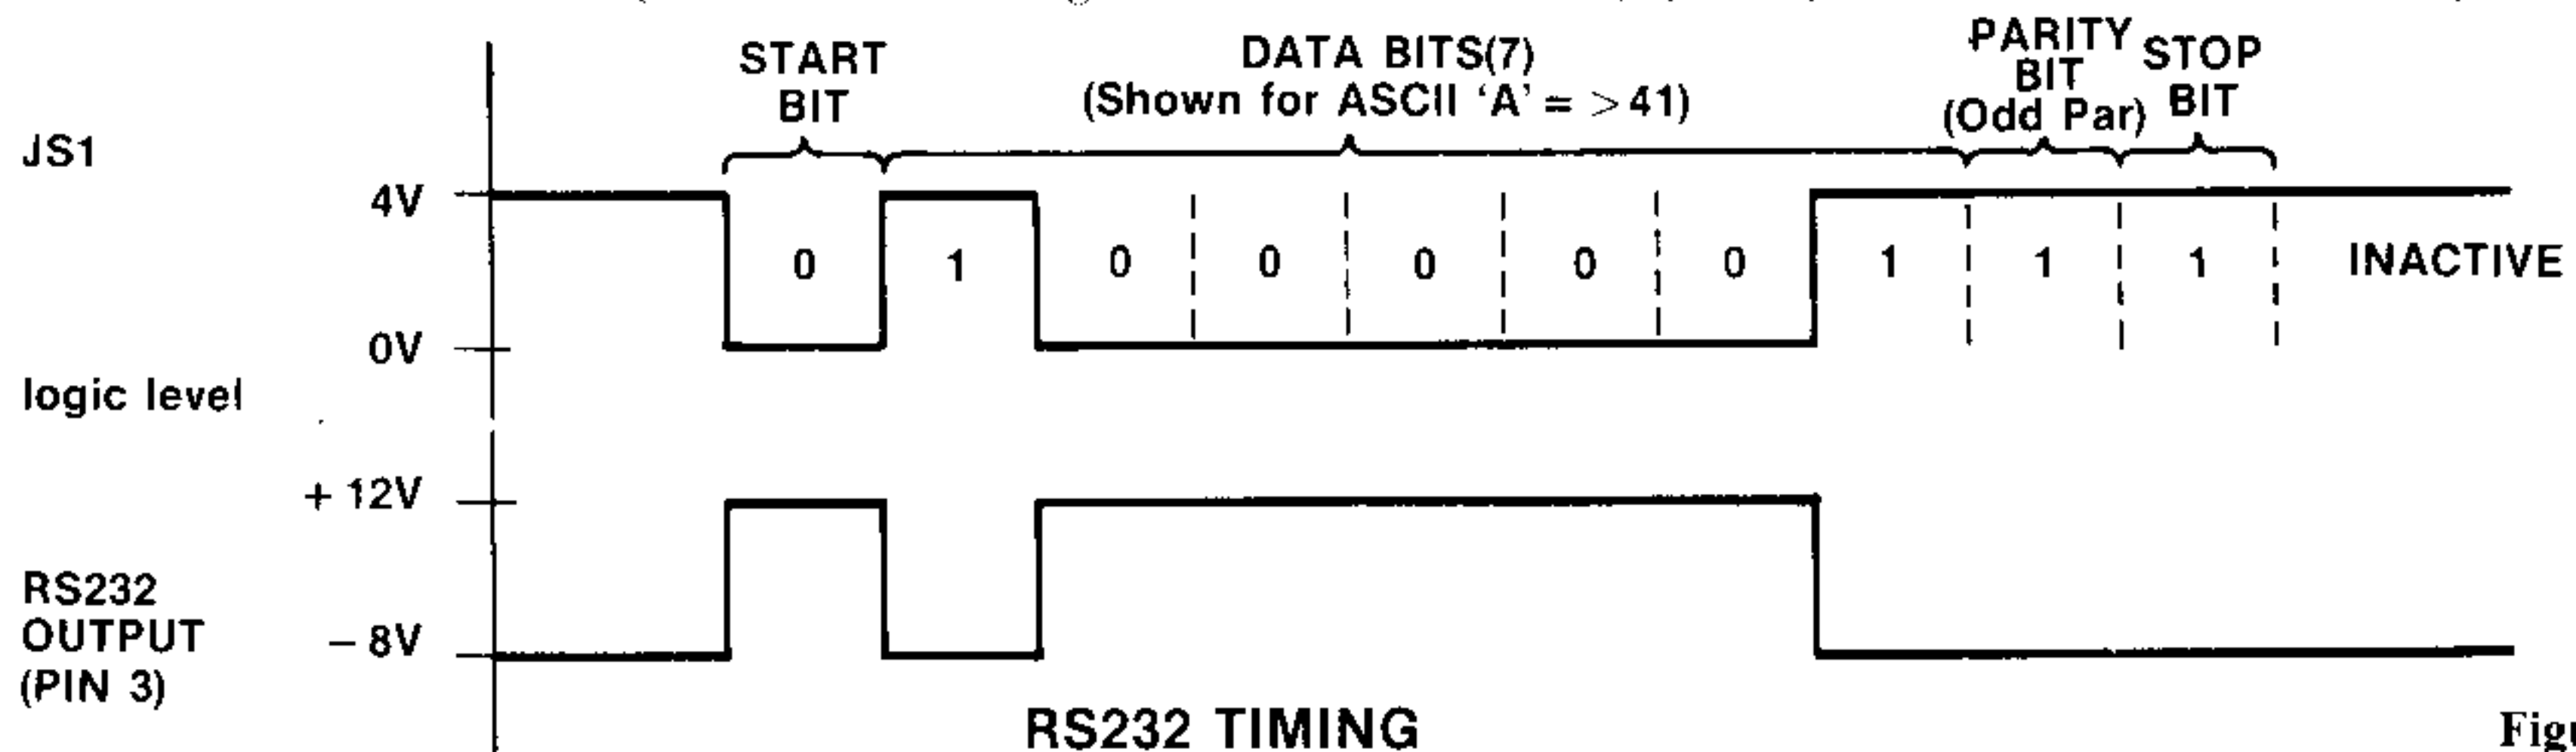 START
BIT
DATA BITS(7)
(Shown for ASCII ‘A’ = >41)
PARITY
BIT
(Odd Par)
STOP
BIT
JS1
4V
0 1 0 0 0 0 0 1 1 1 INACTIVE
0V
logic level
+ 12V
RS232
OUTPUT
(PIN 3)
– 8V
RS232 TIMING